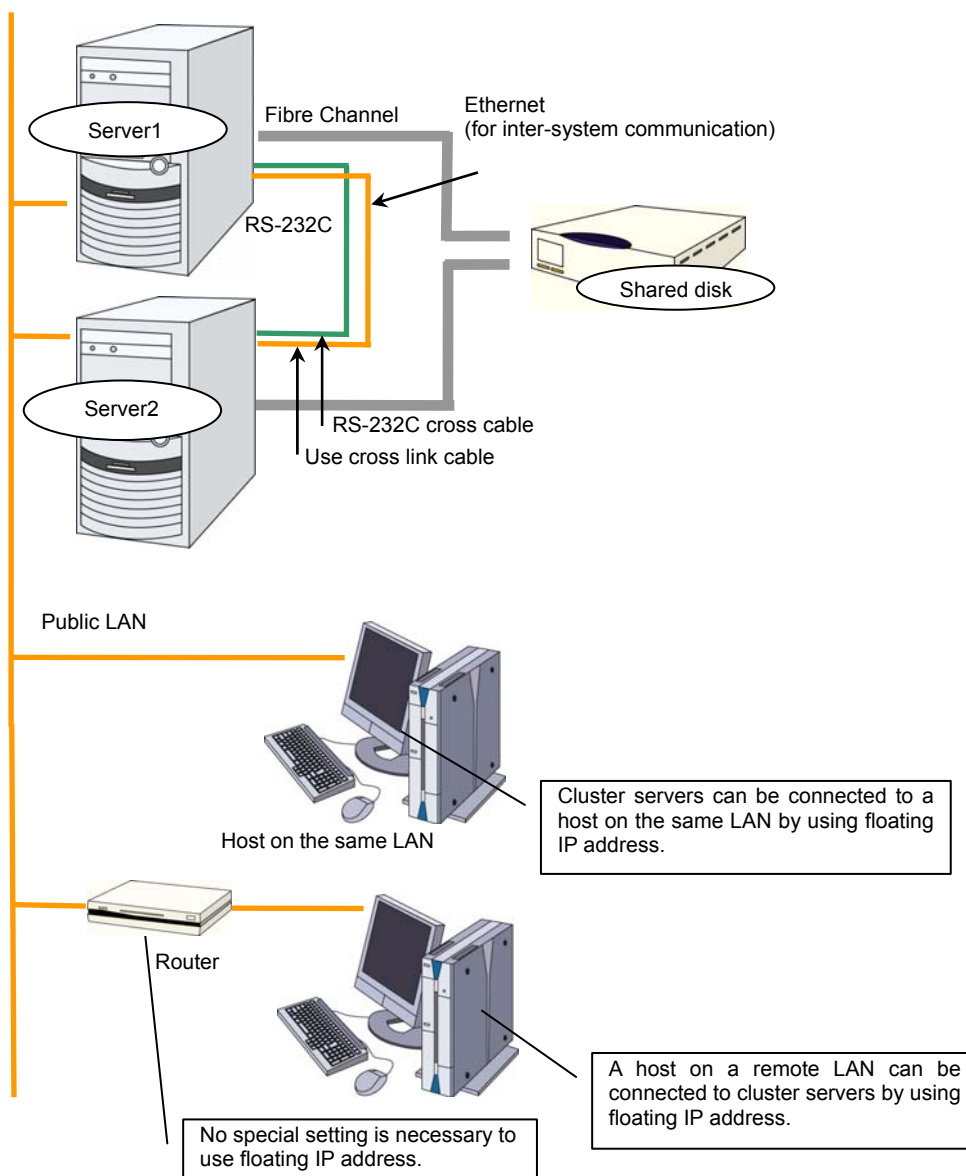 Server1
Fibre Channel
Ethernet
(for inter-system communication)
RS-232C
Shared disk
Server2
RS-232C cross cable
Use cross link cable
Public LAN
Host on the same LAN
Cluster servers can be connected to a
host on the same LAN by using floating
IP address.
Router
A host on a remote LAN can be
connected to cluster servers by using
floating IP address.
No special setting is necessary to
use floating IP address.